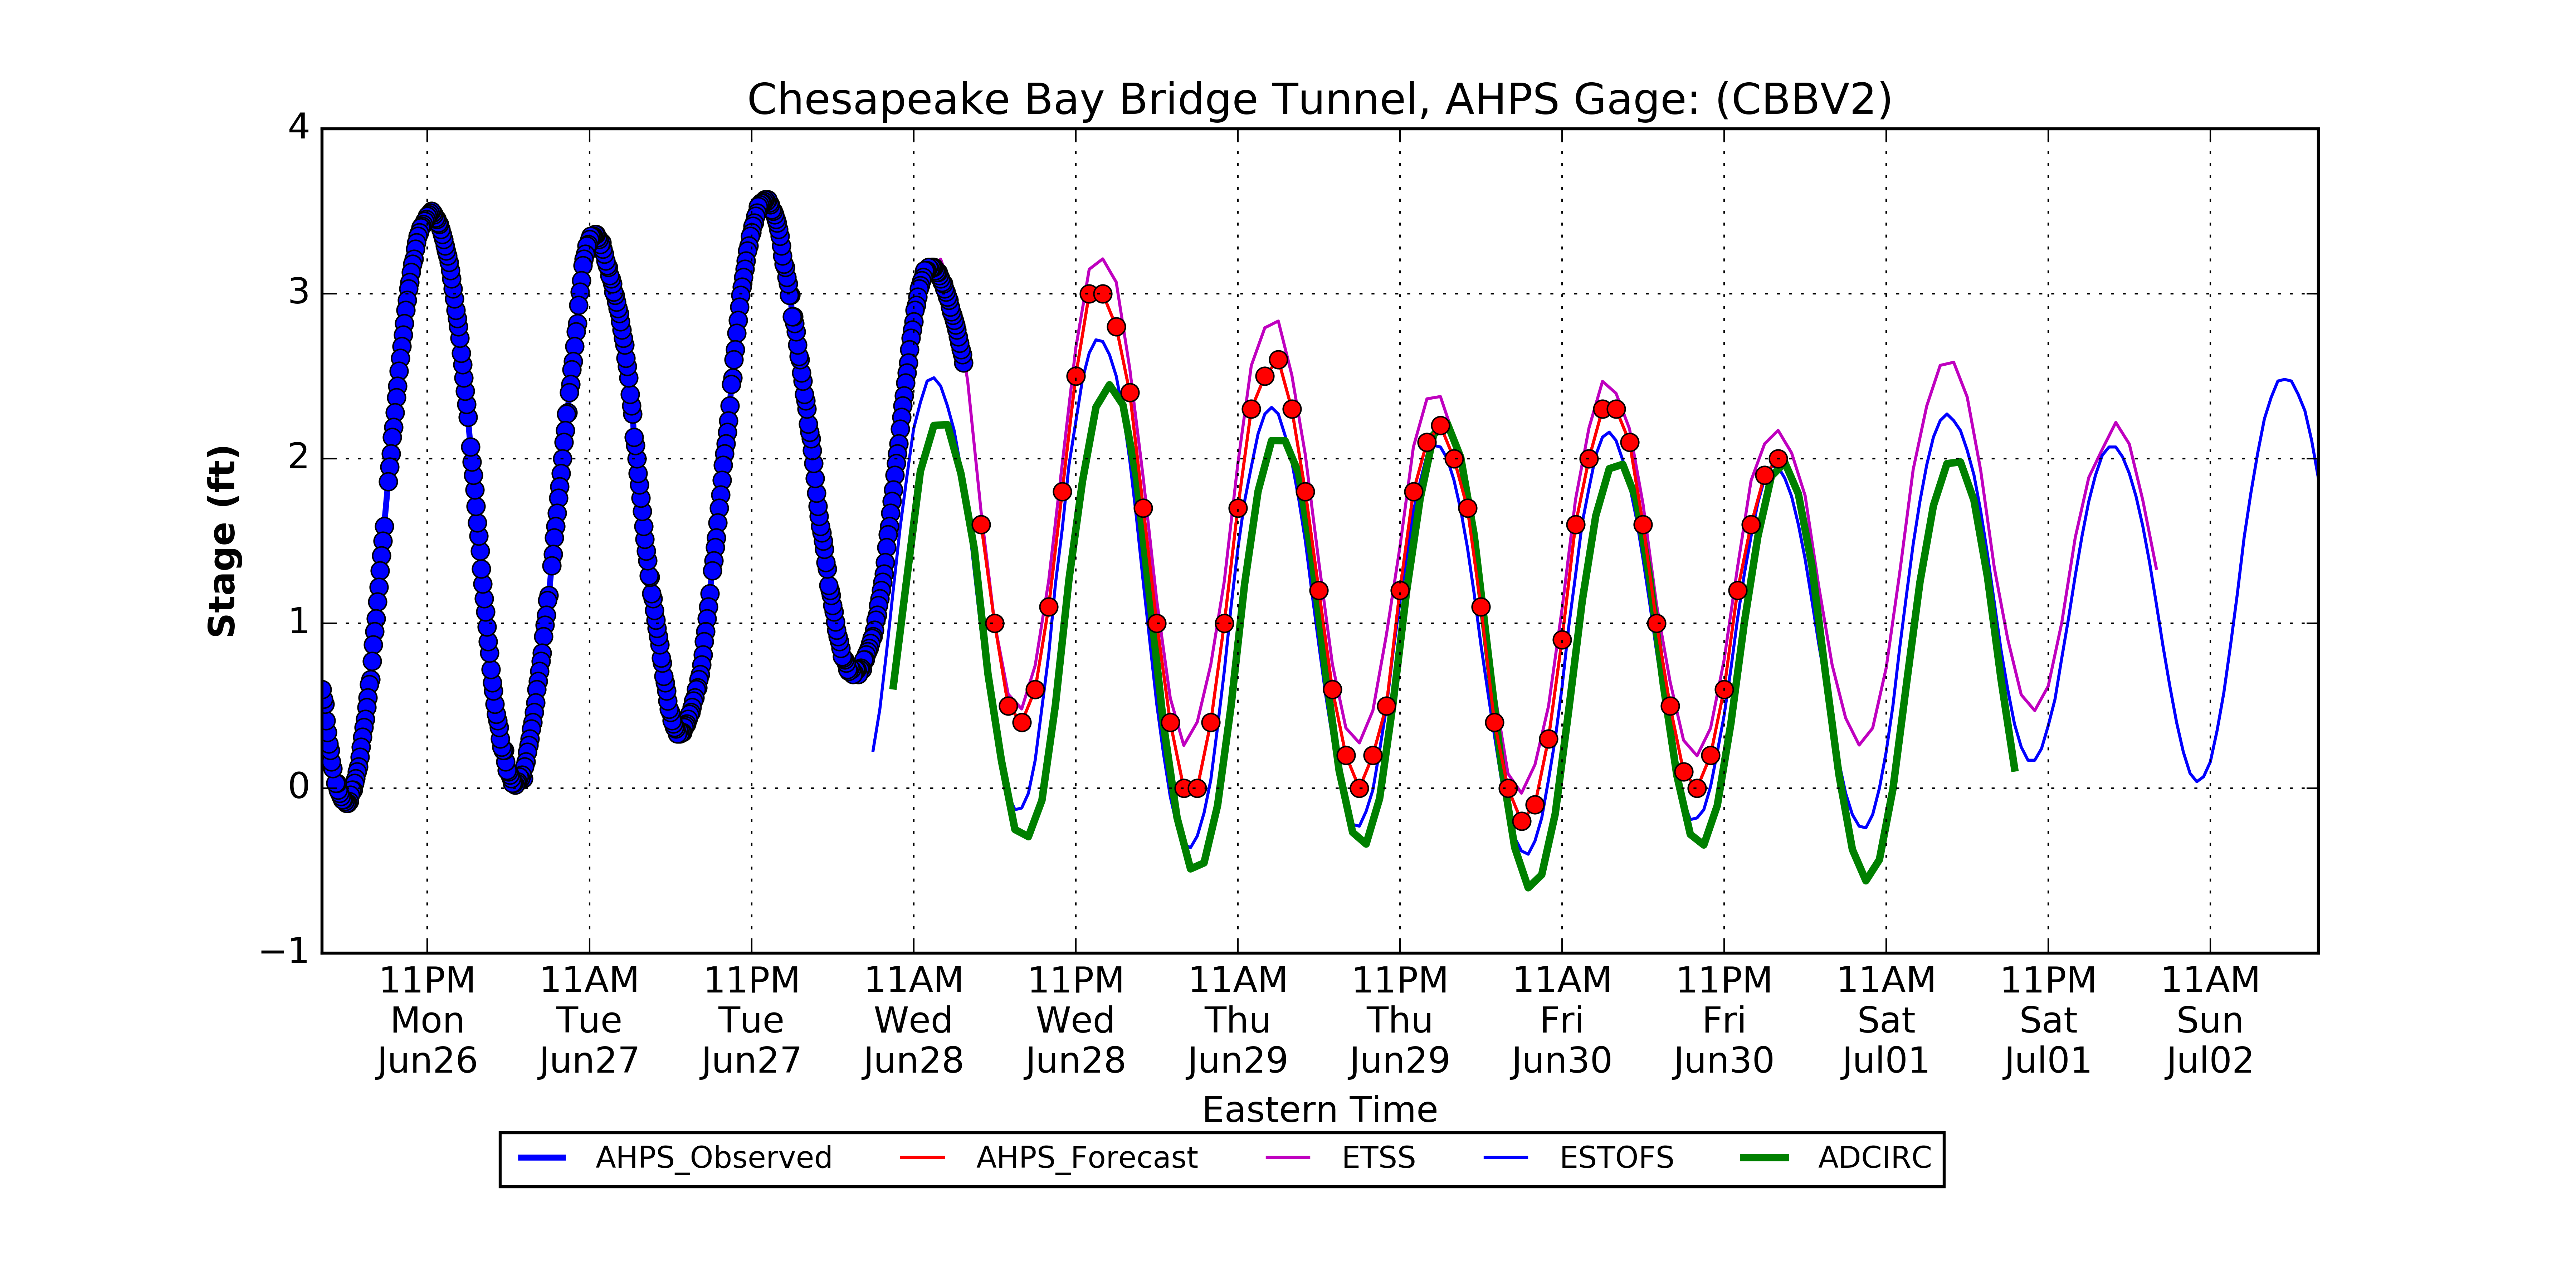 Chesapeake Bay Bridge Tunnel, AHPS Gage: (CBBV2)
4
3
2
1
0
−1
Stage (ft)
11PM 11AM 11PM 11AM 11PM 11AM 11PM 11AM 11PM 11AM 11PM 11AM
Mon Tue Tue Wed Wed Thu Thu Fri Fri Sat Sat Sun
Jun26 Jun27 Jun27 Jun28 Jun28 Jun29 Jun29 Jun30 Jun30 Jul01 Jul01 Jul02
Eastern Time
AHPS_Observed AHPS_Forecast ETSS ESTOFS ADCIRC